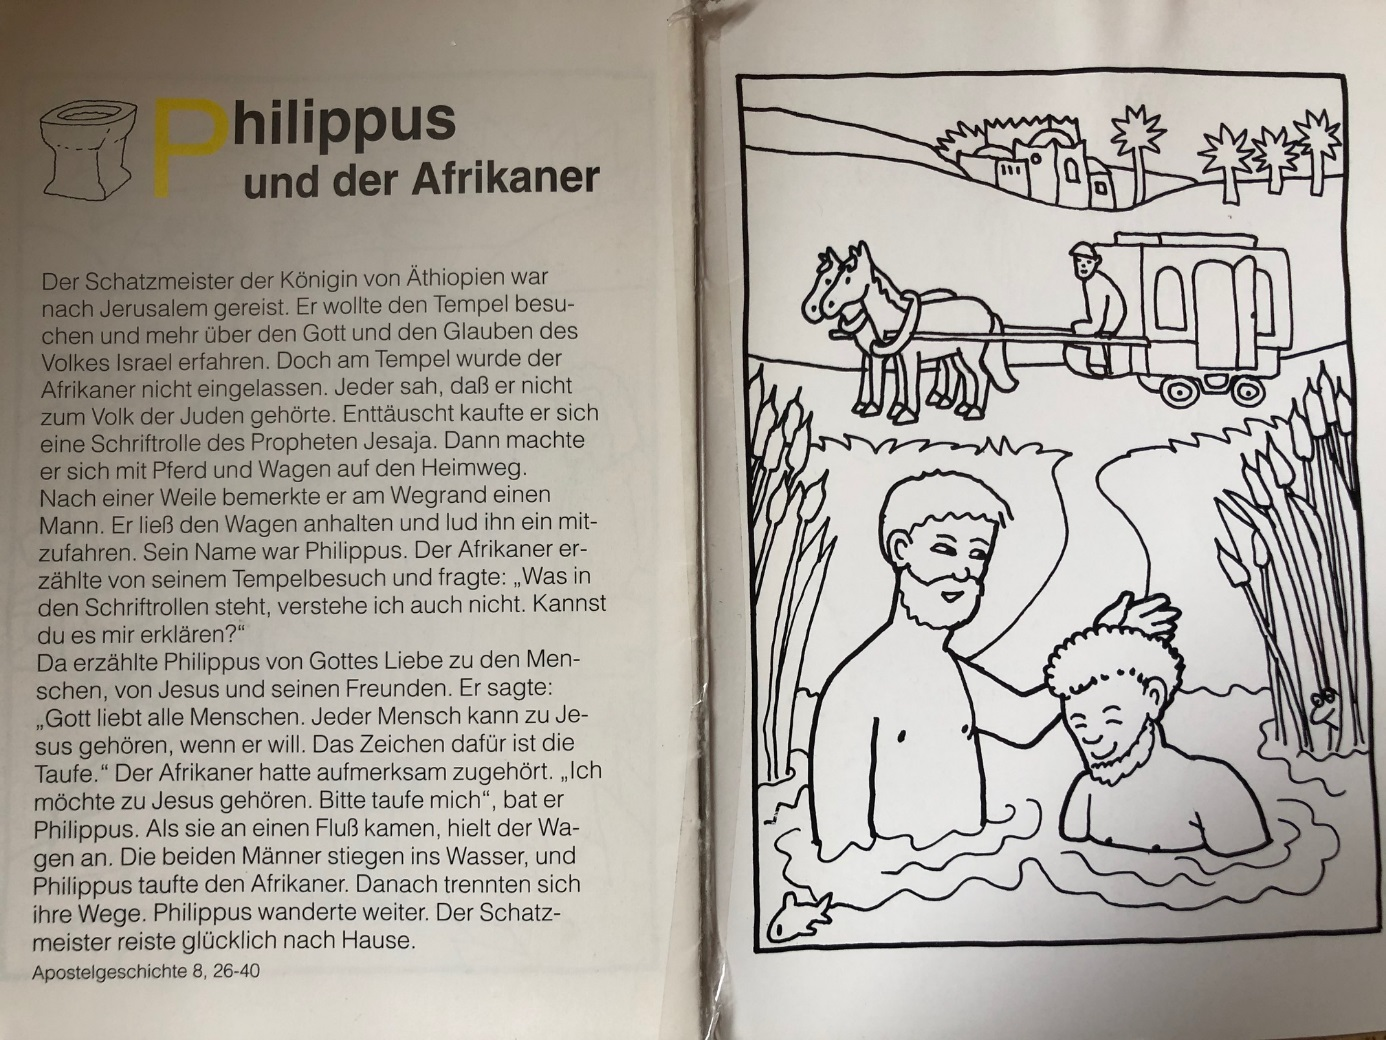 Philippus
und der Afrikaner
Der Schatzmeister der Königin von Äthiopien war
nach Jerusalem gereist. Er wollte den Tempel besu-
chen und mehr über den Gott und den Glauben des
Volkes Israel erfahren. Doch am Tempel wurde der
Afrikaner nicht eingelassen. Jeder sah, daß er nicht
zum Volk der Juden gehörte. Enttäuscht kaufte er sich
eine Schriftrolle des Propheten Jesaja. Dann machte
er sich mit Pferd und Wagen auf den Heimweg.
Nach einer Weile bemerkte er am Wegrand einen
Mann. Er ließ den Wagen anhalten und lud ihn ein mit-
zufahren. Sein Name war Philippus. Der Afrikaner er-
zählte von seinem Tempelbesuch und fragte: „Was in
den Schriftrollen steht, verstehe ich auch nicht. Kannst
du es mir erklären?“
Da erzählte Philippus von Gottes Liebe zu den Men-
schen, von Jesus und seinen Freunden. Er sagte:
„Gott liebt alle Menschen. Jeder Mensch kann zu Je-
sus gehören, wenn er will. Das Zeichen dafür ist die
Taufe.“ Der Afrikaner hatte aufmerksam zugehört. „Ich
möchte zu Jesus gehören. Bitte taufe mich“, bat er
Philippus. Als sie an einen Fluß kamen, hielt der Wa-
gen an. Die beiden Männer stiegen ins Wasser, und
Philippus taufte den Afrikaner. Danach trennten sich
ihre Wege. Philippus wanderte weiter. Der Schatz-
meister reiste glücklich nach Hause.
Apostelgeschichte 8, 26-40